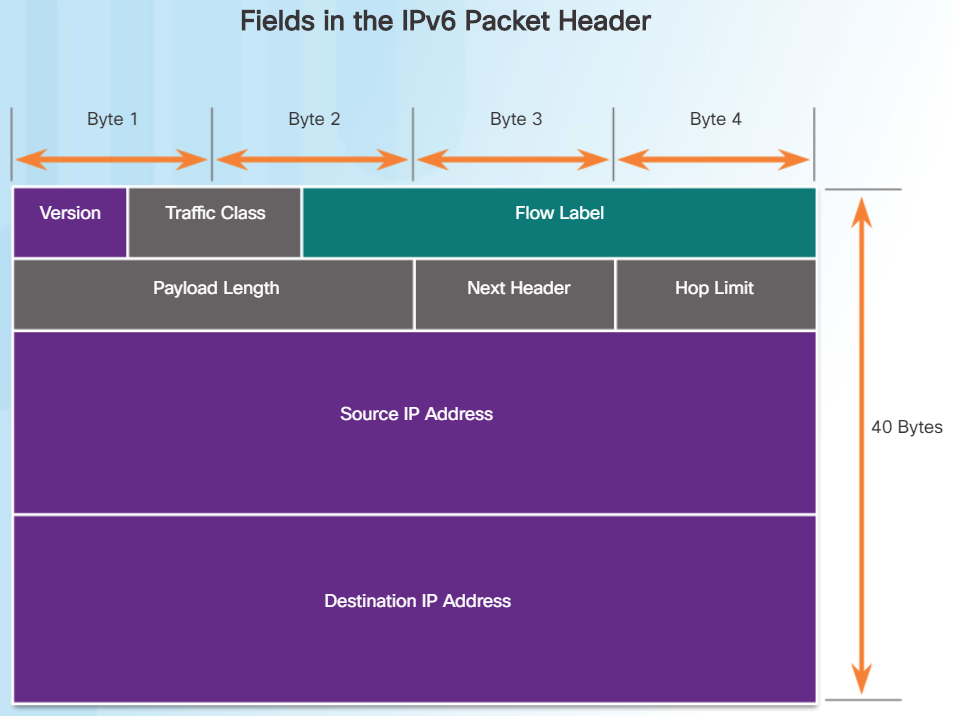 Fields in the IPv6 Packet Header
Byte 1 Byte 2 Byte 3 Byte 4
Version Traffic Class Flow Label
Payload Length Next Header Hop Limit
Source IP Address
40 Bytes
Destination IP Address